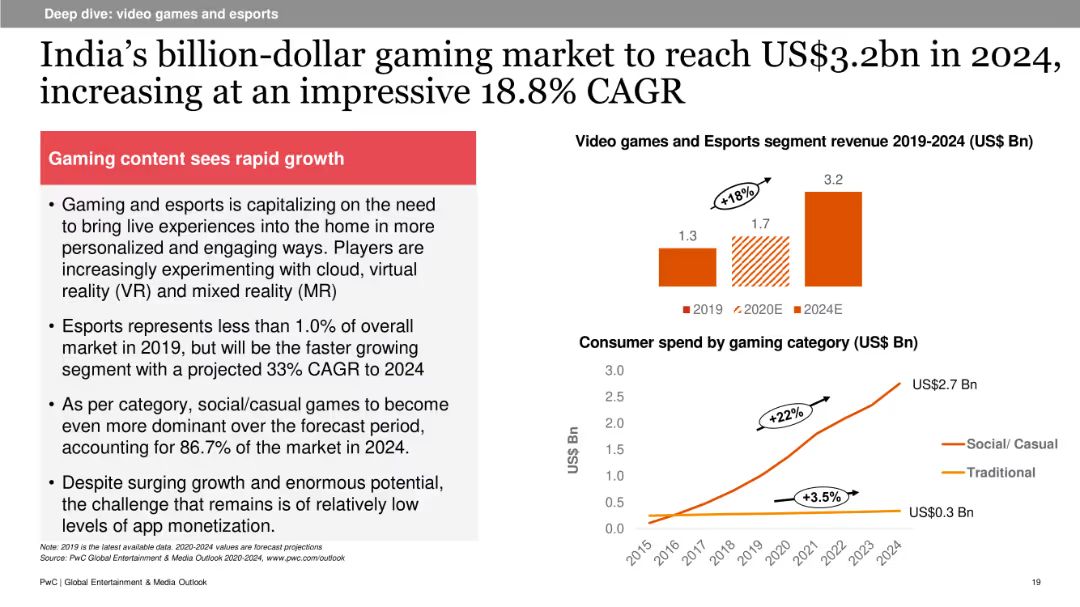 Deep dive: video games and esports
India's billion-dollar gaming market to reach US$3.2bn in 2024,
increasing at an impressive 18.8% CAGR
Gaming content sees rapid growth
• Gaming and esports is capitalizing on the need
to bring live experiences into the home in more
personalized and engaging ways. Players are
increasingly experimenting with cloud, virtual
reality (VR) and mixed reality (MR)
• Esports represents less than 1.0% of overall
market in 2019, but will be the faster growing
segment with a projected 33% CAGR to 2024
• As per category, social/casual games to become
even more dominant over the forecast period,
accounting for 86.7% of the market in 2024.
• Despite surging growth and enormous potential,
the challenge that remains is of relatively low
levels of app monetization.
Note: 2019 is the latest available data. 2020-2024 values are forecast projections
Source: PwC Global Entertainment & Media Outlook 2020-2024, www.pwc.com/outlook
Video games and Esports segment revenue 2019-2024 (US$ Bn)
+18%
1.3
1.7
3.2
2019 2020E 2024E
Consumer spend by gaming category (US$ Bn)
US$ Bn
3.0
2.5
2.0
1.5
1.0
0.5
0.0
+22%
+3.5%
US$2.7 Bn
US$0.3 Bn
Social/ Casual
Traditional
2015 2016 2017 2018 2019 2020 2021 2022 2023 2024
PwC | Global Entertainment & Media Outlook
19